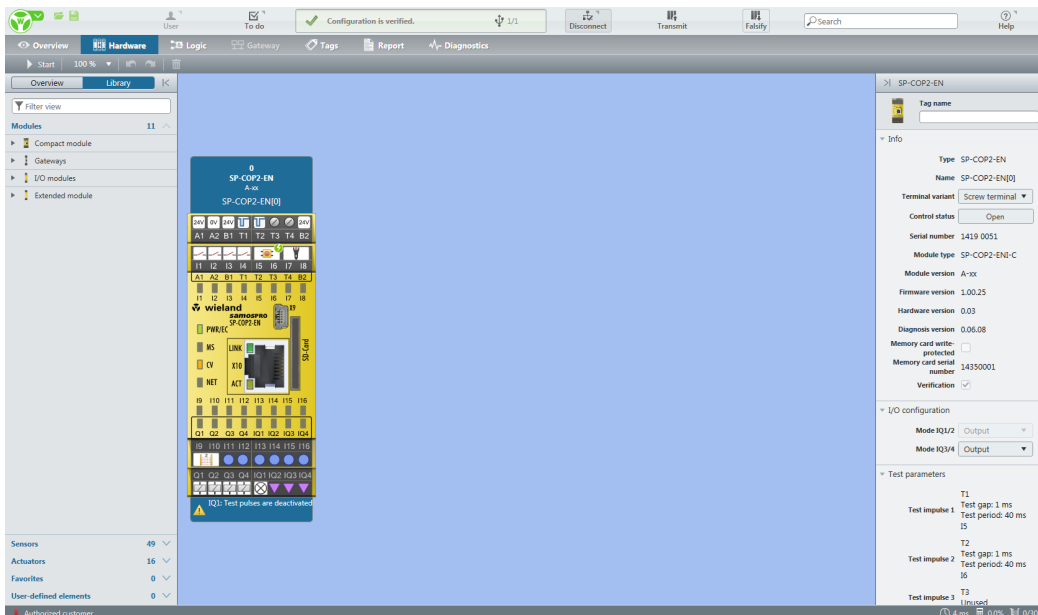 User
To do
Configuration is verified.
1/1
Disconnect
Transmit
Falsify
Search
Help
Overview
Hardware
Logic
Gateway
Tags
Report
Diagnostics
Start
100 %
Overview
Library
Filter view
Modules 11
Compact module
Gateways
I/O modules
Extended module
Sensors 49
Actuators 16
Favorites 0
User-defined elements 0
Authorized customer
0
SP-COP2-EN
A-xx
SP-COP2-EN[0]
24V 0V 24V 24V
A1 A2 B1 T1 T2 T3 T4 B2
I1 I2 I3 I4 I5 I6 I7 I8
A1 A2 B1 T1 T2 T3 T4 B2
I1 I2 I3 I4 I5 I6 I7 I8
wieland
samosPRO
SP-COP2-EN
X9
PWR/EC
MS
LINK
CV
X10
NET
ACT
SD-Card
I9 I10 I11 I12 I13 I14 I15 I16
Q1 Q2 Q3 Q4 IQ1 IQ2 IQ3 IQ4
I9 I10 I11 I12 I13 I14 I15 I16
Q1 Q2 Q3 Q4 IQ1 IQ2 IQ3 IQ4
IQ1: Test pulses are deactivated
SP-COP2-EN
Tag name
Info
Type SP-COP2-EN
Name SP-COP2-EN[0]
Terminal variant Screw terminal
Control status Open
Serial number 1419 0051
Module type SP-COP2-ENI-C
Module version A-xx
Firmware version 1.00.25
Hardware version 0.03
Diagnosis version 0.06.08
Memory card write-
protected
Memory card serial
number 14350001
Verification
I/O configuration
Mode IQ1/2 Output
Mode IQ3/4 Output
Test parameters
Test impulse 1
T1
Test gap: 1 ms
Test period: 40 ms
I5
Test impulse 2
T2
Test gap: 1 ms
Test period: 40 ms
I6
Test impulse 3
T3
Unused
4 ms 0.0% 0/30